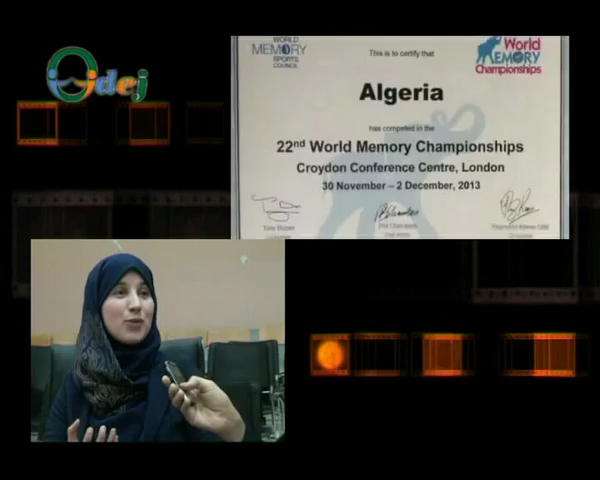 dej
WORLD
MEMORY
SPORTS
COUNCIL
This is to certify that
World
MEMORY
Championships
Algeria
has competed in the
22nd World Memory Championships
Croydon Conference Centre, London
30 November – 2 December, 2013